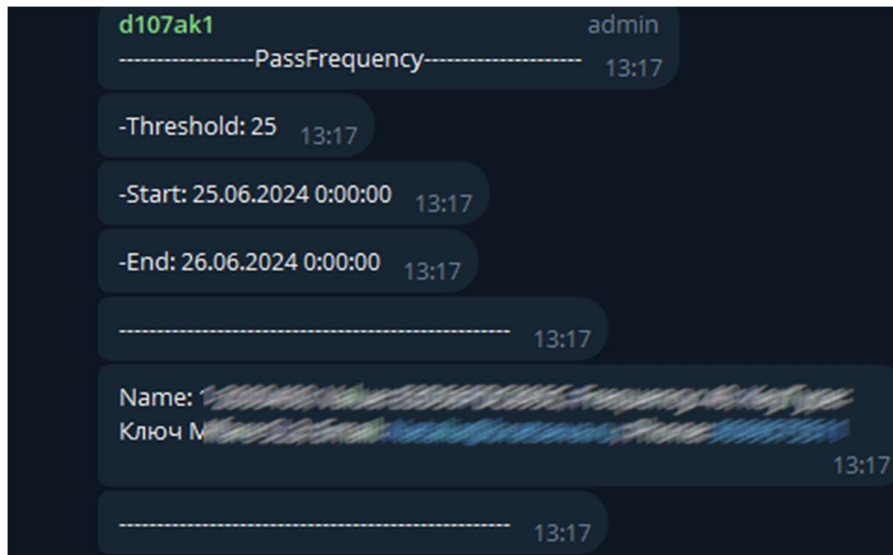 d107ak1 admin
------------------PassFrequency--------------------- 13:17
-Threshold: 25 13:17
-Start: 25.06.2024 0:00:00 13:17
-End: 26.06.2024 0:00:00 13:17
---------------------------------------------------- 13:17
Name:
Ключ
13:17
---------------------------------------------------- 13:17